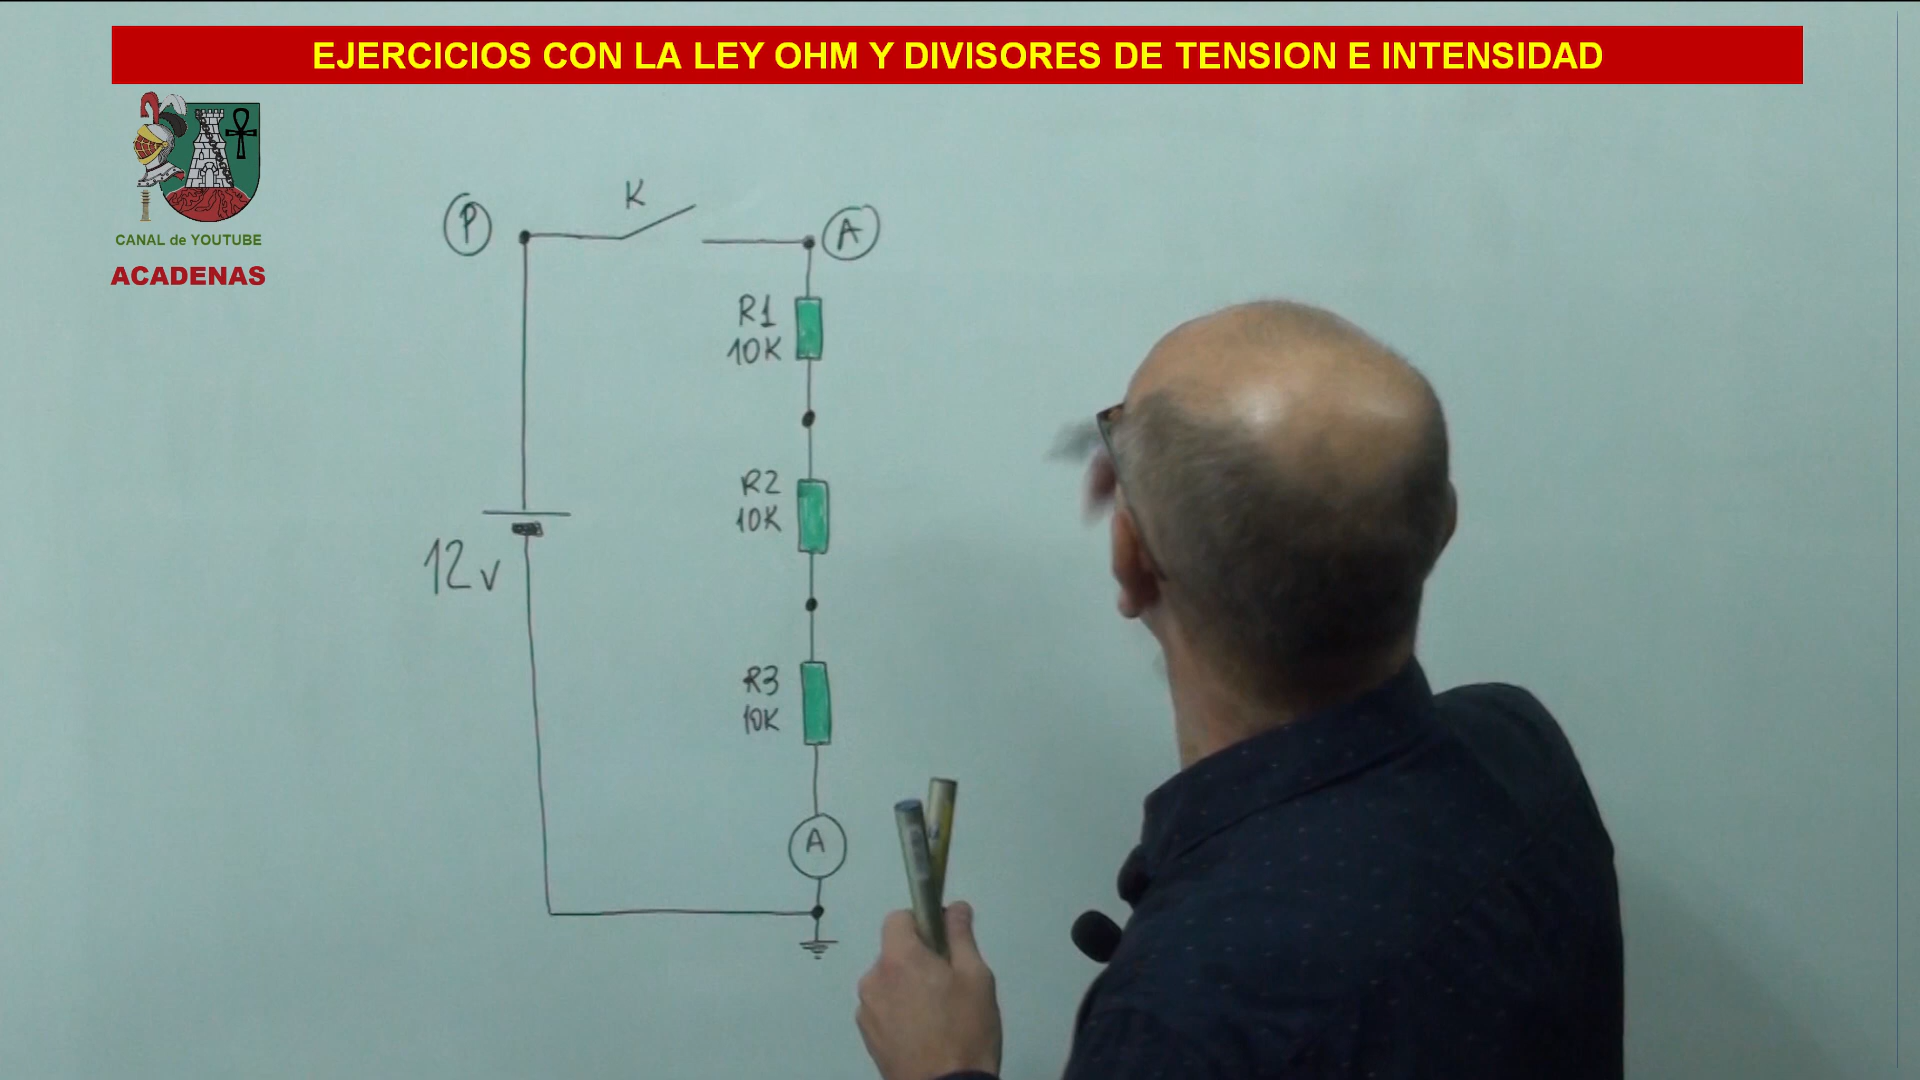 EJERCICIOS CON LA LEY OHM Y DIVISORES DE TENSION E INTENSIDAD
CANAL de YOUTUBE
ACADENAS
P
K
A
R1
10K
R2
10K
12v
R3
10K
A